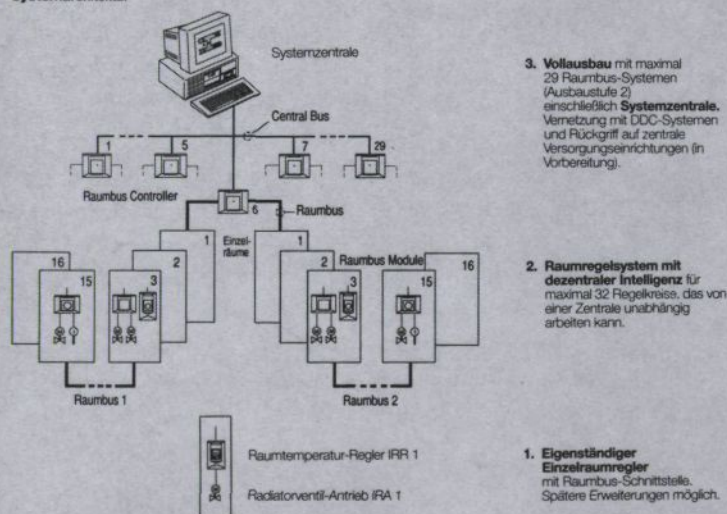 Systemzentrale
Central Bus
1
5
7
29
Raumbus Controller
6
Raumbus
Einzel-
räume
Raumbus Module
16
15
3
2
1
1
2
3
15
16
Raumbus 1
Raumbus 2
Raumtemperatur-Regler IRR 1
Radiatorventil-Antrieb IRA 1
3. Vollausbau mit maximal
29 Raumbus-Systemen
(Ausbaustufe 2)
einschließlich Systemzentrale.
Vernetzung mit DDC-Systemen
und Rückgriff auf zentrale
Versorgungseinrichtungen (in
Vorbereitung).
2. Raumregelsystem mit
dezentraler Intelligenz für
maximal 32 Regelkreise, das von
einer Zentrale unabhängig
arbeiten kann.
1. Eigenständiger
Einzelraumregler
mit Raumbus-Schnittstelle.
Spätere Erweiterungen möglich.